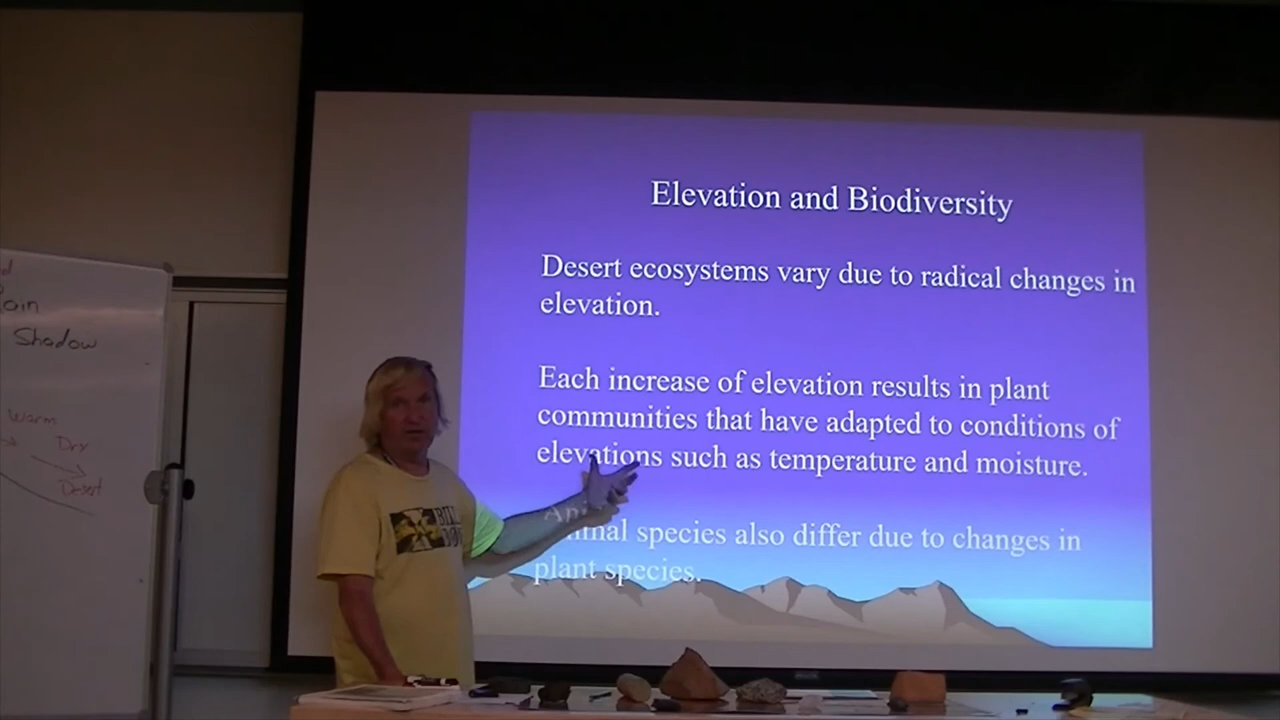 Rain
Shadow
Warm
Dry
Desert
Elevation and Biodiversity
Desert ecosystems vary due to radical changes in
elevation.
Each increase of elevation results in plant
communities that have adapted to conditions of
elevations such as temperature and moisture.
Animal species also differ due to changes in
plant species.